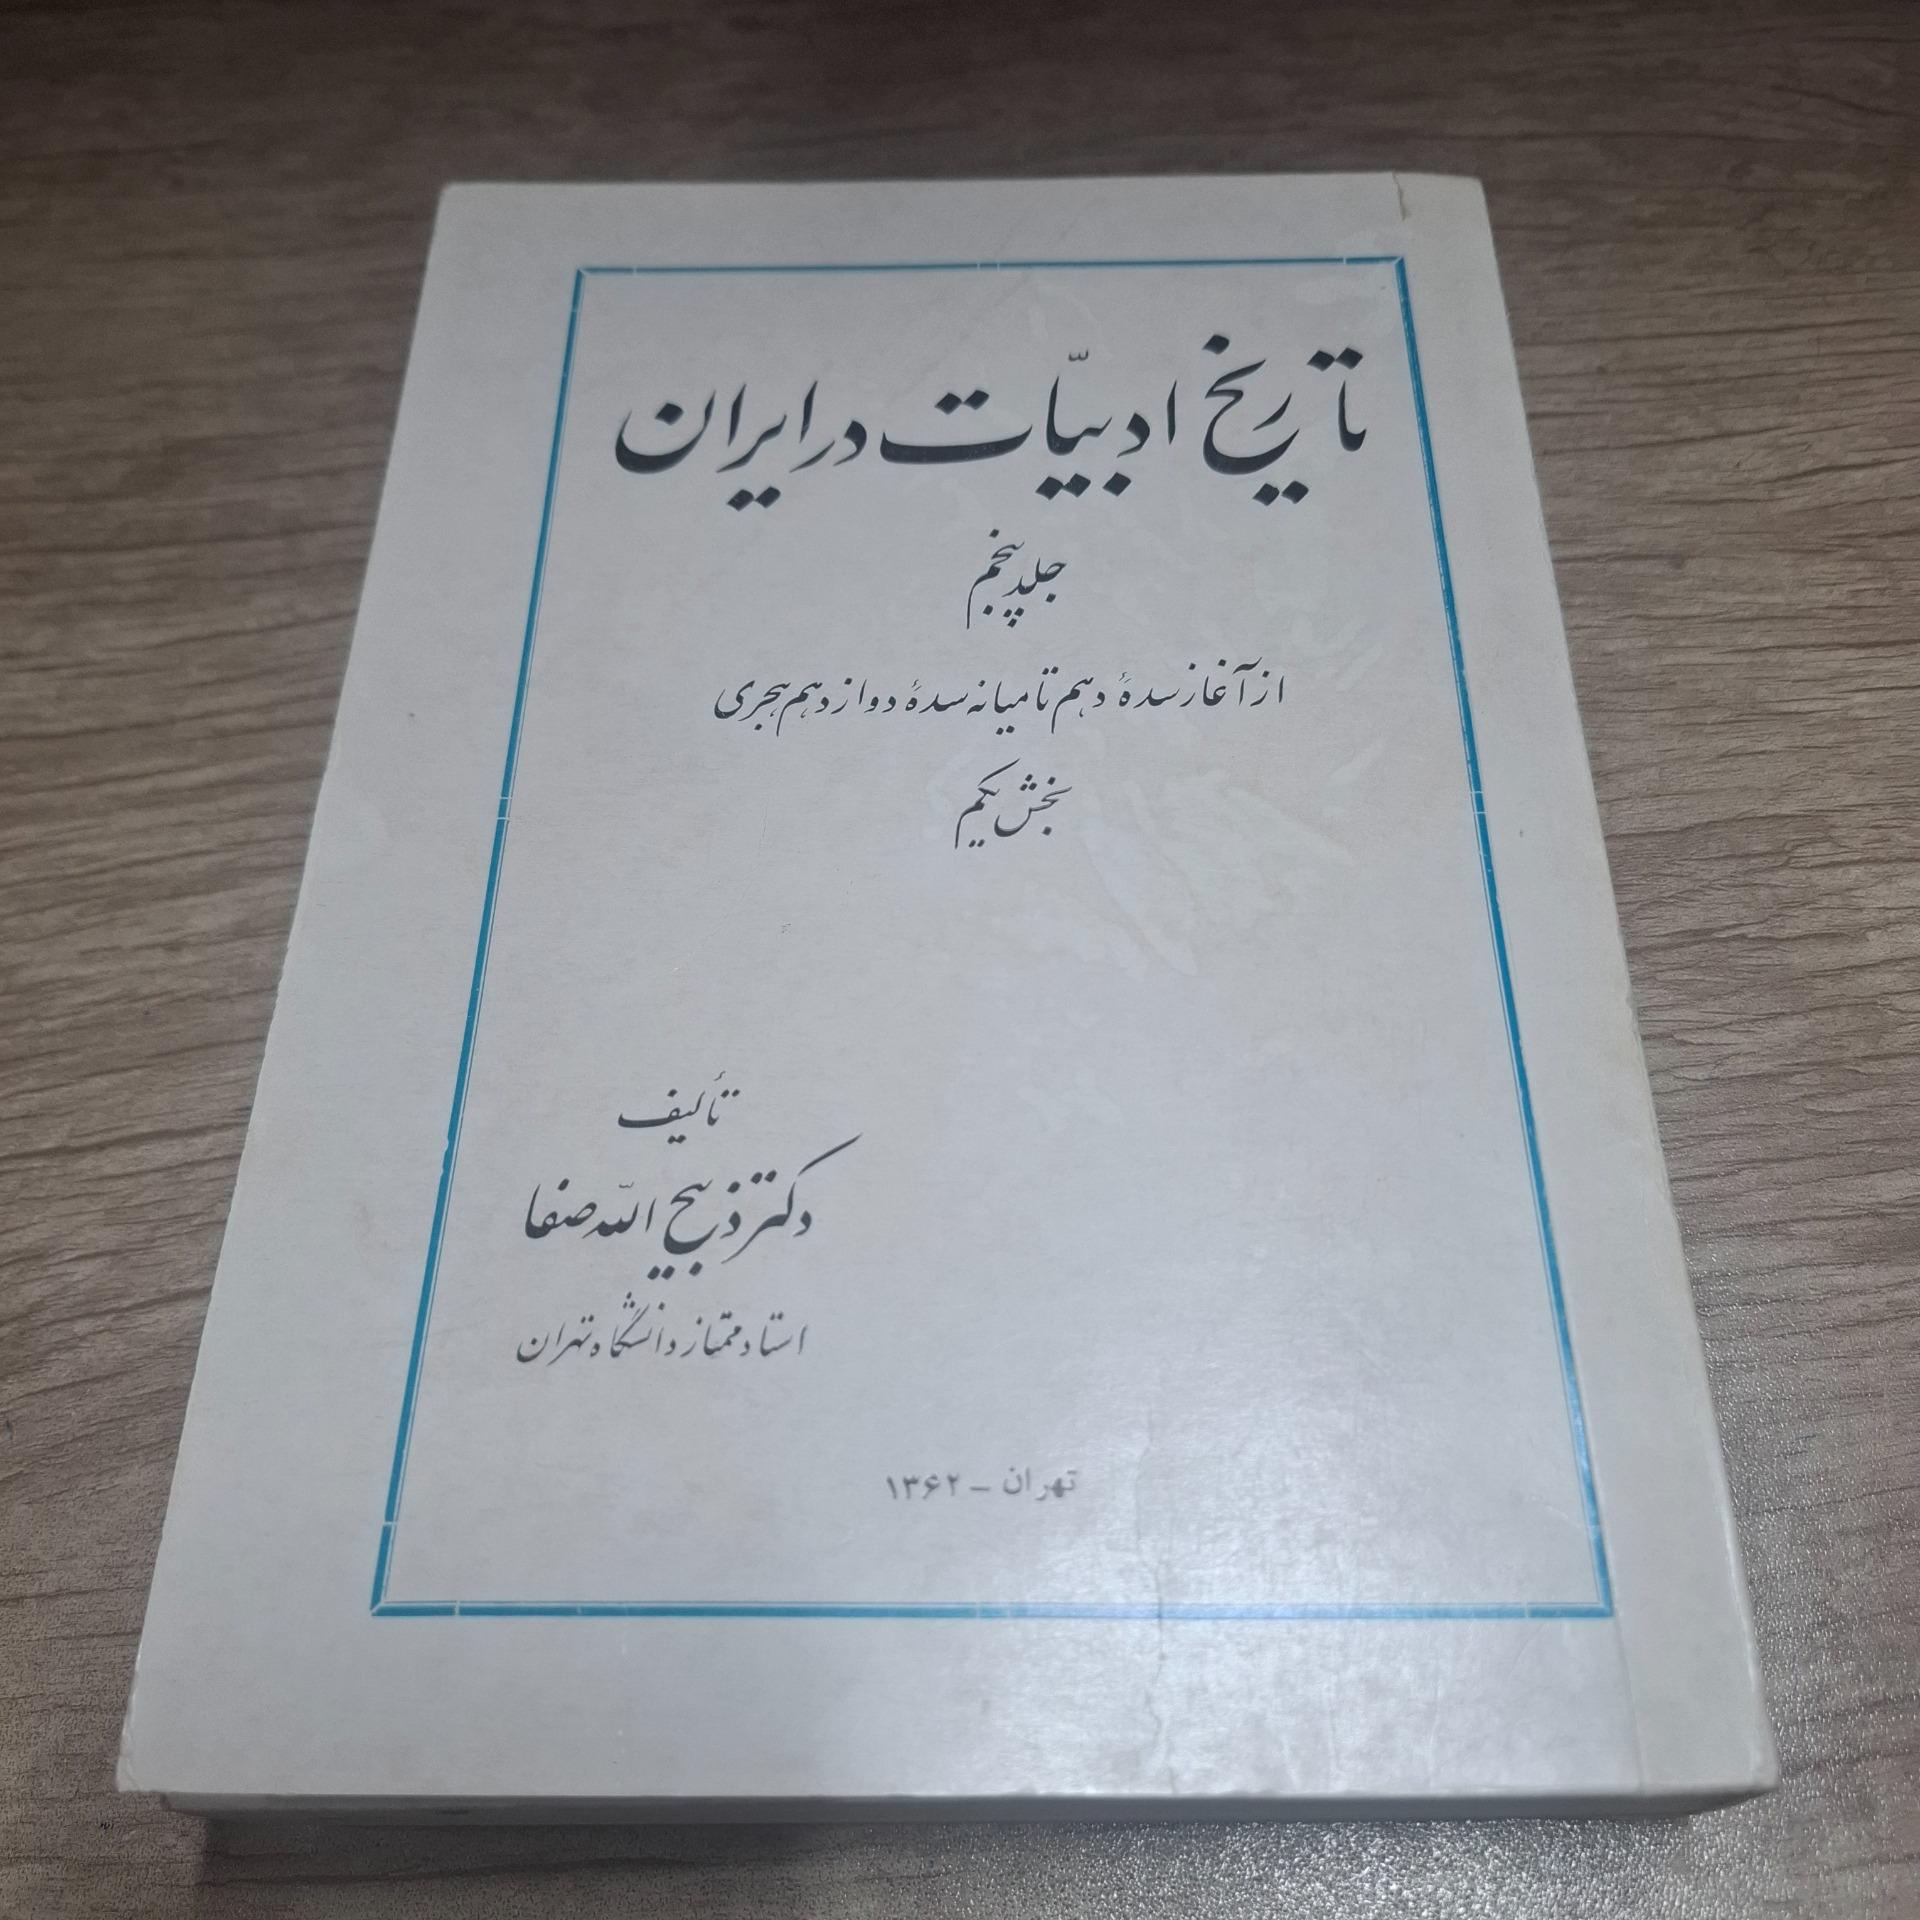 تاریخ ادبیّات در ایران
جلد پنجم
از آغاز سدهٔ دهم تا میانه سدهٔ دوازدهم هجری
بخش یکم
تألیف
دکتر ذبیح اللّه صفا
استاد ممتاز دانشگاه تهران
تهران – ۱۳۶۲